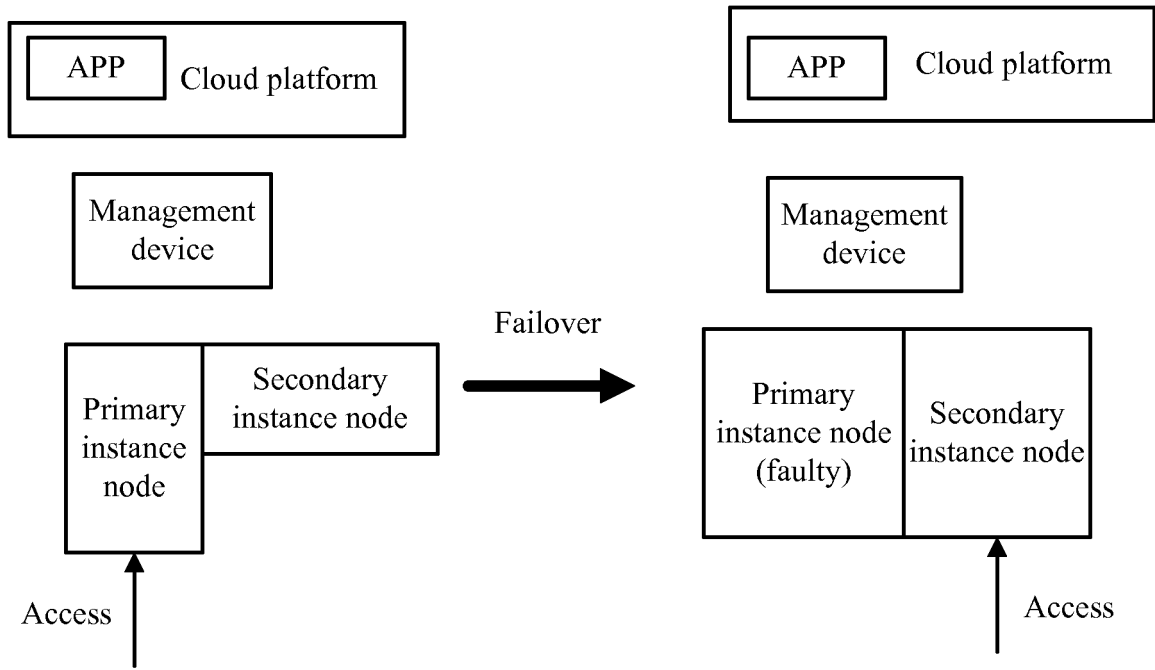 APP
Cloud platform
Management
device
Primary
instance
node
Secondary
instance node
Access
Failover
APP
Cloud platform
Management
device
Primary
instance node
(faulty)
Secondary
instance node
Access